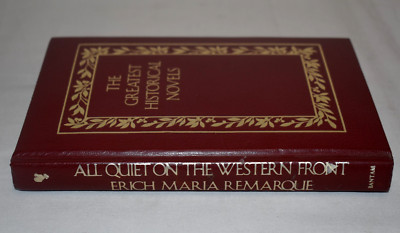 THE
GREATEST
HISTORICAL
NOVELS
ALL QUIET ON THE WESTERN FRONT
ERICH MARIA REMARQUE
BANTAM